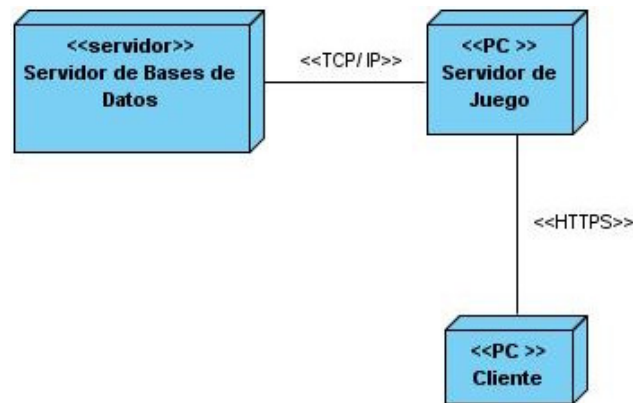 <<servidor>>
Servidor de Bases de
Datos
<<TCP/ IP>>
<<PC >>
Servidor de
Juego
<<HTTPS>>
<<PC >>
Cliente